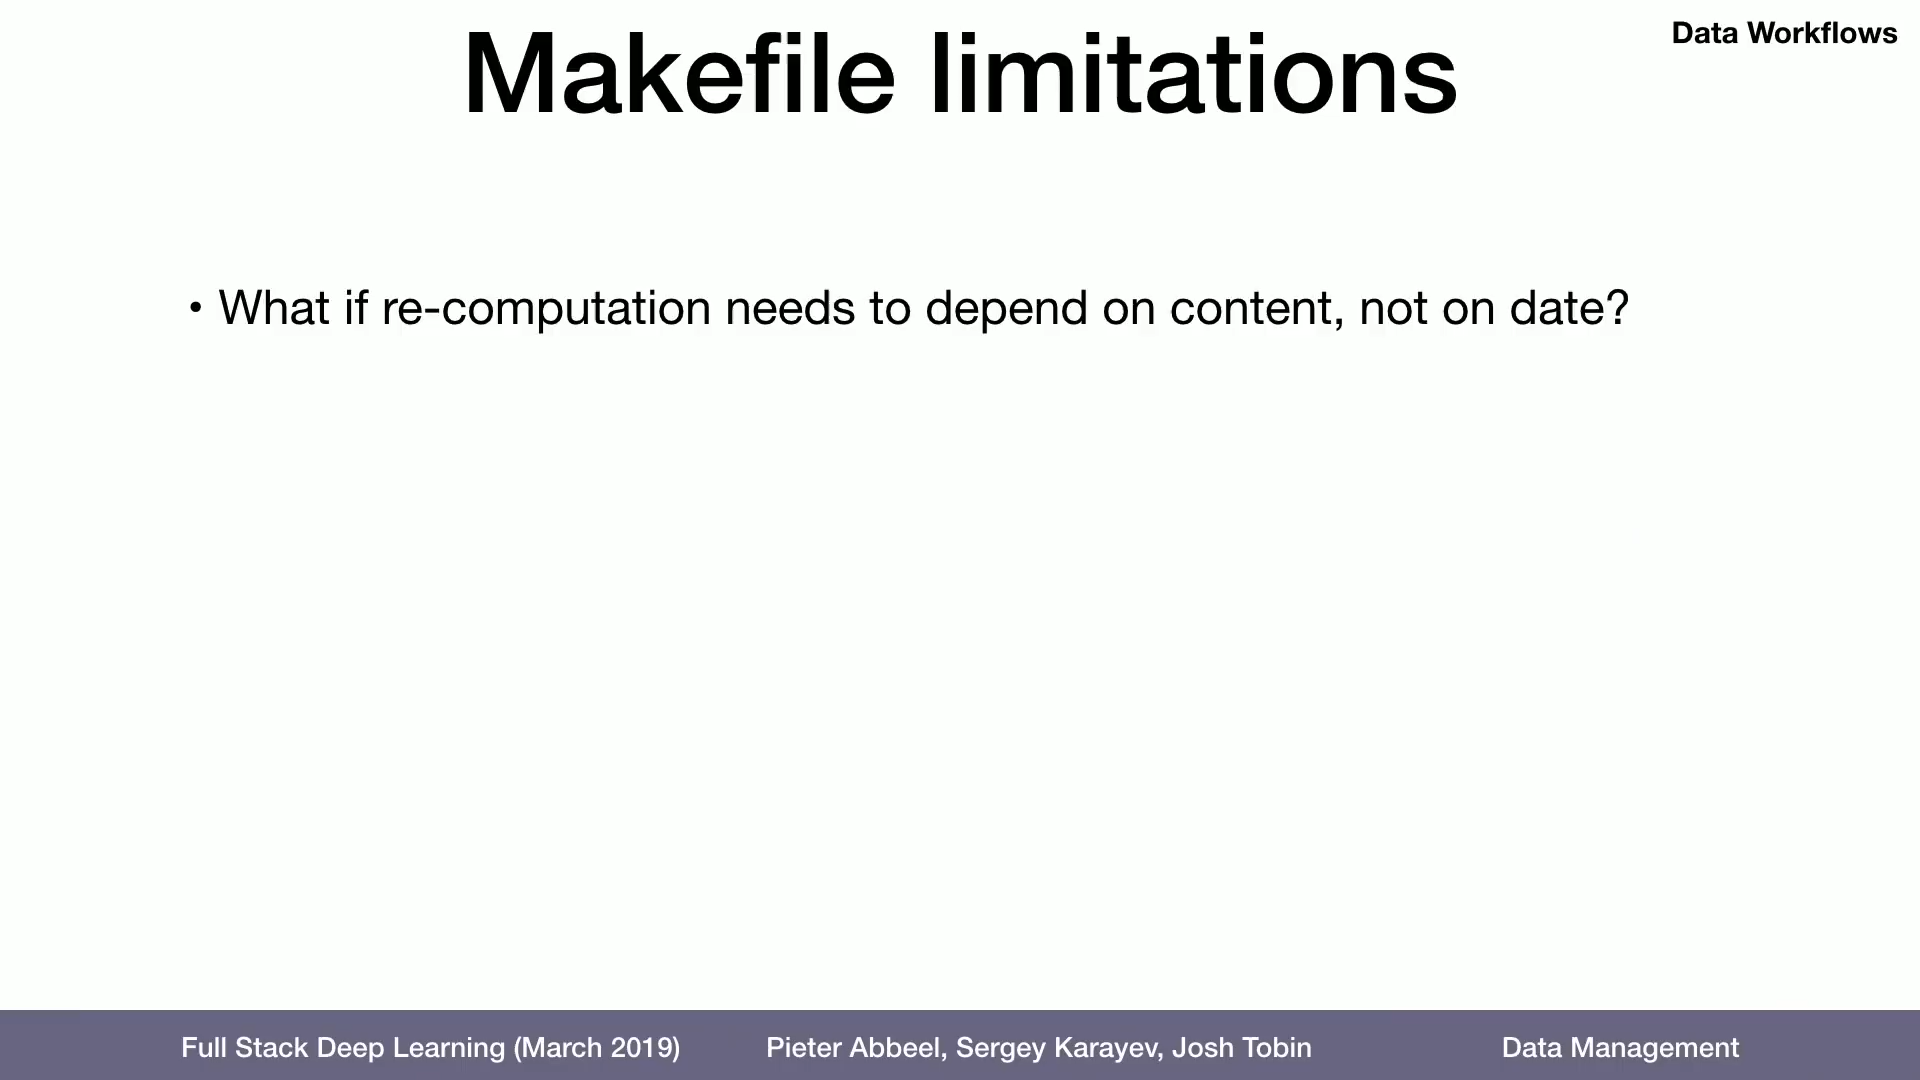 Data Workflows
Makefile limitations
• What if re-computation needs to depend on content, not on date?
Full Stack Deep Learning (March 2019) Pieter Abbeel, Sergey Karayev, Josh Tobin Data Management